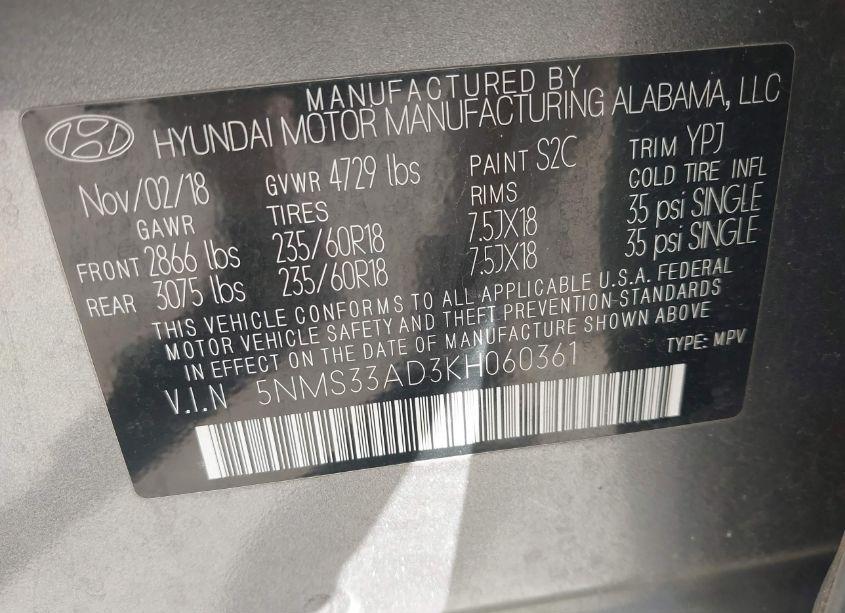 MANUFACTURED BY
HYUNDAI MOTOR MANUFACTURING ALABAMA, LLC
Nov/02/18 GVWR 4729 lbs PAINT S2C TRIM YPJ
GAWR TIRES RIMS COLD TIRE INFL
FRONT 2866 lbs 235/60R18 7.5JX18 35 psi SINGLE
REAR 3075 lbs 235/60R18 7.5JX18 35 psi SINGLE
THIS VEHICLE CONFORMS TO ALL APPLICABLE U.S.A. FEDERAL
MOTOR VEHICLE SAFETY AND THEFT PREVENTION STANDARDS
IN EFFECT ON THE DATE OF MANUFACTURE SHOWN ABOVE
V.I.N 5NMS33AD3KH060361 TYPE: MPV